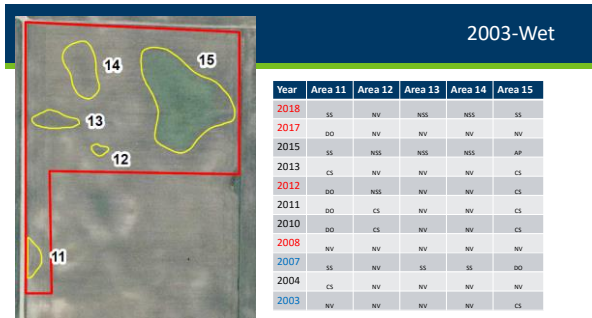 2003-Wet
14
15
13
12
11
Year Area 11 Area 12 Area 13 Area 14 Area 15
2018 SS NV NSS NSS SS
2017 DO NV NV NV NV
2015 SS NSS NSS NSS AP
2013 CS NV NV NV CS
2012 DO NSS NV NV CS
2011 DO CS NV NV CS
2010 DO CS NV NV CS
2008 NV NV NV NV NV
2007 SS NV SS SS DO
2004 CS NV NV NV NV
2003 NV NV NV NV CS